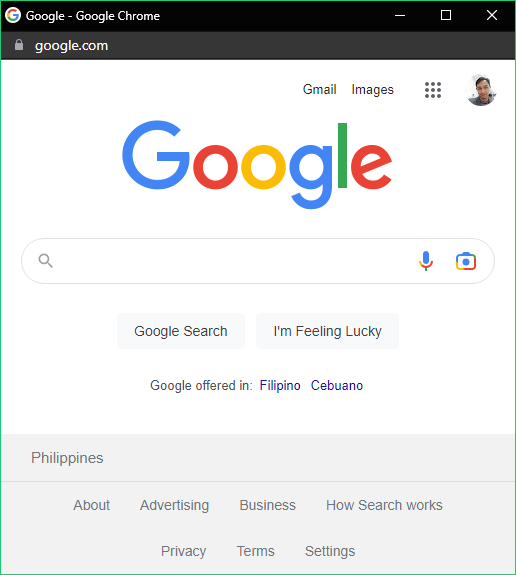 Google - Google Chrome
google.com
Gmail Images
Google
Google Search I'm Feeling Lucky
Google offered in: Filipino Cebuano
Philippines
About Advertising Business How Search works
Privacy Terms Settings